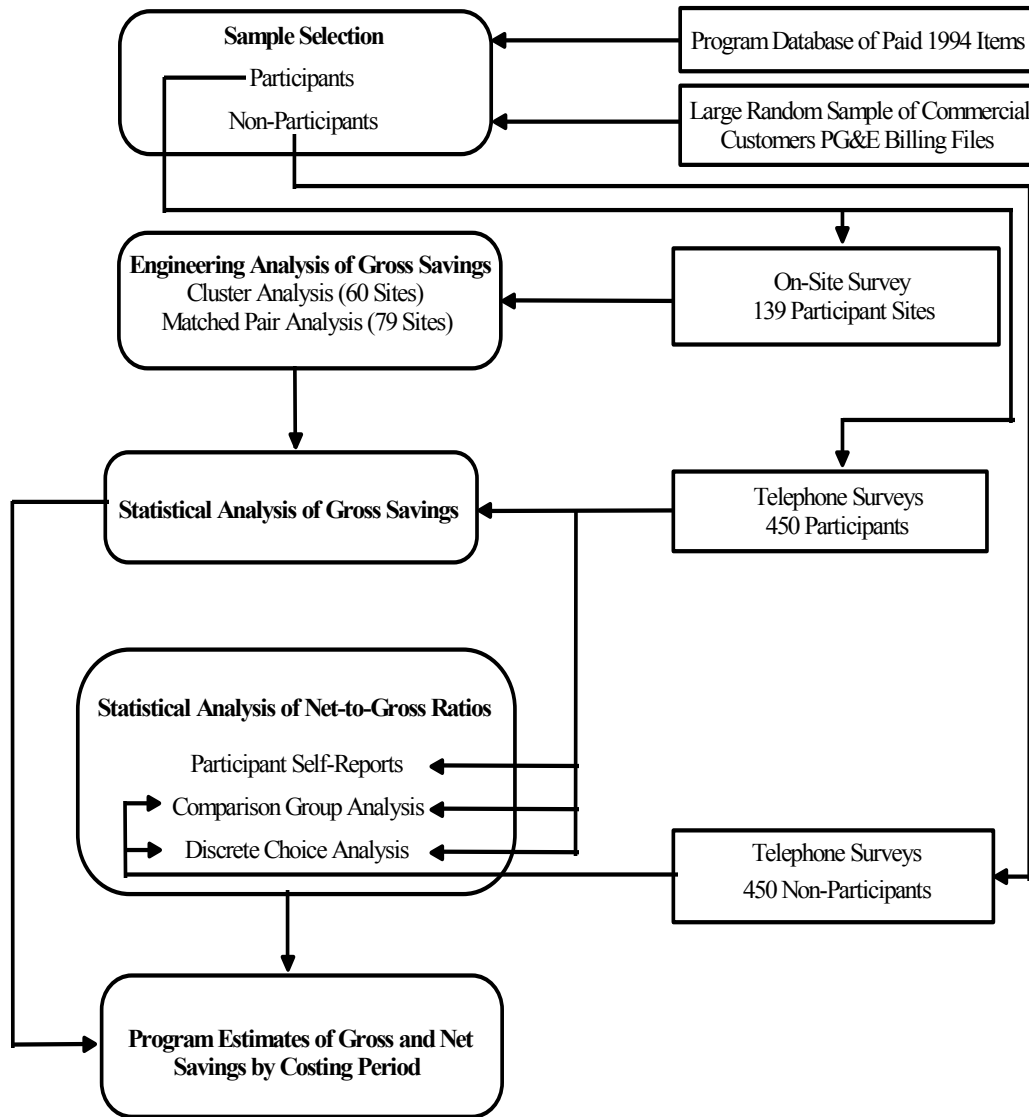 Sample Selection
Participants
Non-Participants
Program Database of Paid 1994 Items
Large Random Sample of Commercial
Customers PG&E Billing Files
Engineering Analysis of Gross Savings
Cluster Analysis (60 Sites)
Matched Pair Analysis (79 Sites)
On-Site Survey
139 Participant Sites
Statistical Analysis of Gross Savings
Telephone Surveys
450 Participants
Statistical Analysis of Net-to-Gross Ratios
Participant Self-Reports
Comparison Group Analysis
Discrete Choice Analysis
Telephone Surveys
450 Non-Participants
Program Estimates of Gross and Net
Savings by Costing Period